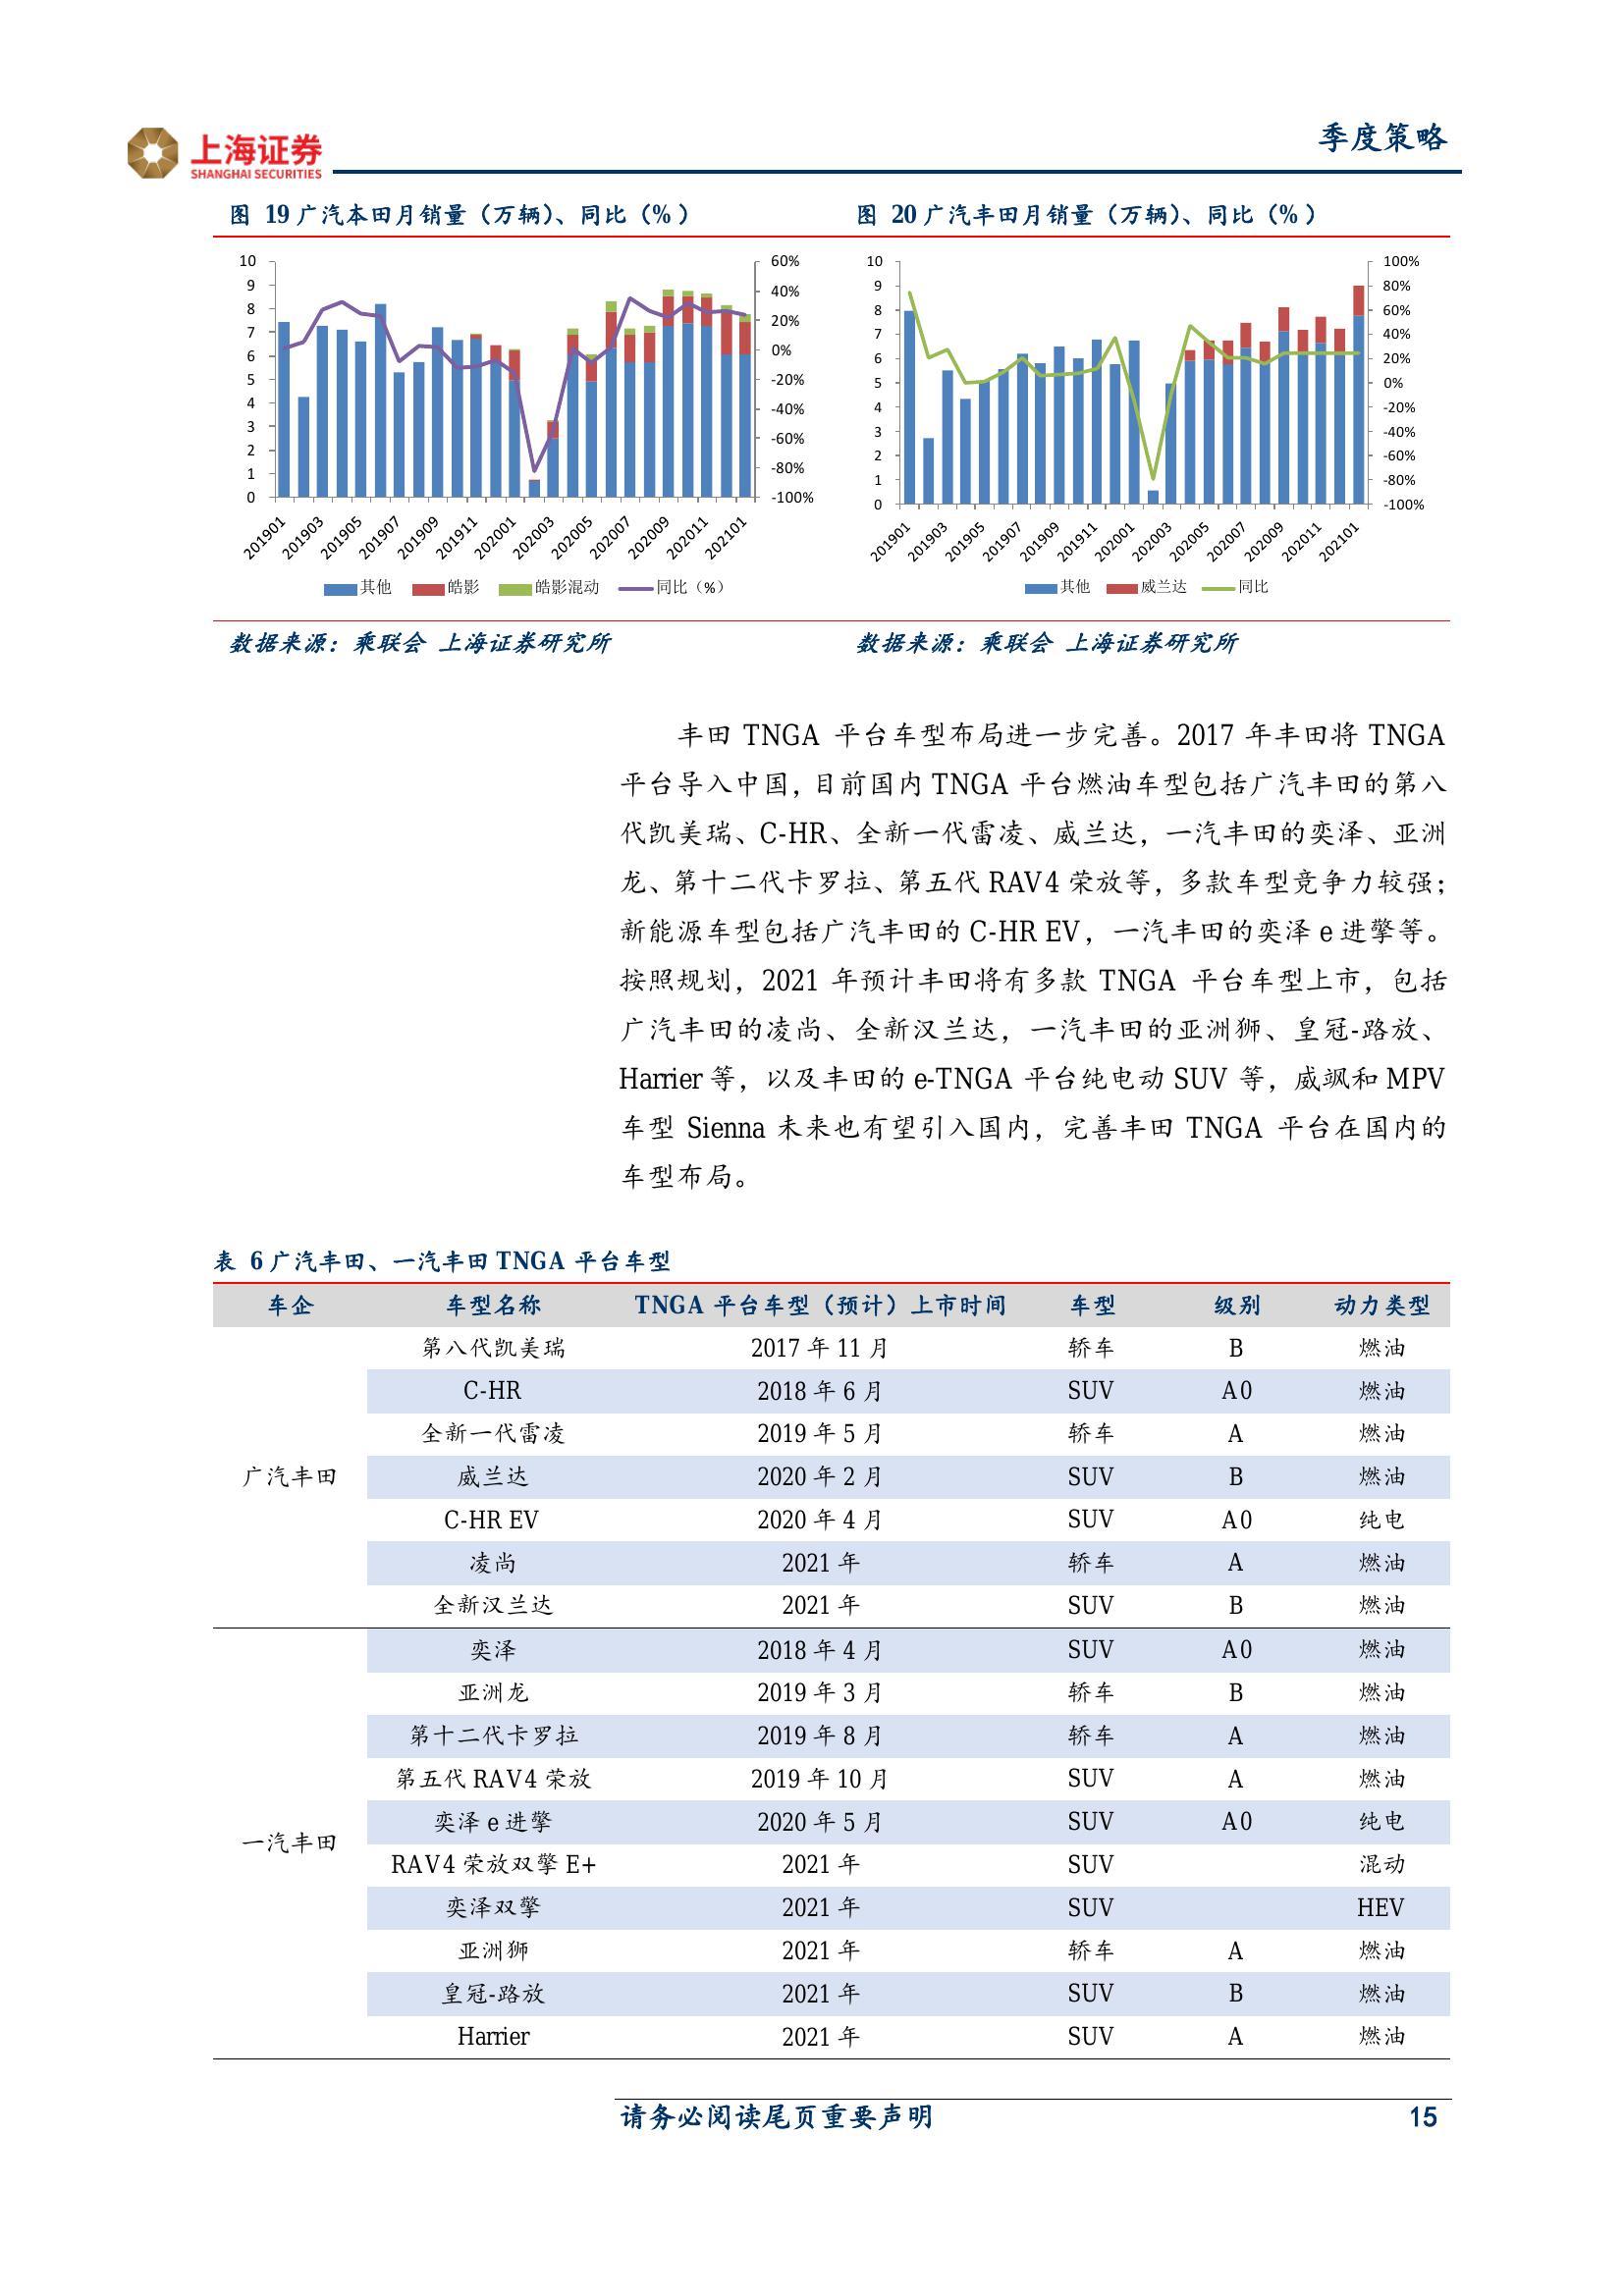 上海证券
SHANGHAI SECURITIES
季度策略
图 19 广汽本田月销量（万辆）、同比（%）
图 20 广汽丰田月销量（万辆）、同比（%）
10
9
8
7
6
5
4
3
2
1
0
60%
40%
20%
0%
-20%
-40%
-60%
-80%
-100%
201901
201903
201905
201907
201909
201911
202001
202003
202005
202007
202009
202011
202101
其他 皓影 皓影混动 同比（%）
10
9
8
7
6
5
4
3
2
1
0
100%
80%
60%
40%
20%
0%
-20%
-40%
-60%
-80%
-100%
201901
201903
201905
201907
201909
201911
202001
202003
202005
202007
202009
202011
202101
其他 威兰达 同比
数据来源：乘联会 上海证券研究所
数据来源：乘联会 上海证券研究所
丰田 TNGA 平台车型布局进一步完善。2017 年丰田将 TNGA
平台导入中国，目前国内 TNGA 平台燃油车型包括广汽丰田的第八
代凯美瑞、C-HR、全新一代雷凌、威兰达，一汽丰田的奕泽、亚洲
龙、第十二代卡罗拉、第五代 RAV4 荣放等，多款车型竞争力较强；
新能源车型包括广汽丰田的 C-HR EV，一汽丰田的奕泽 e 进擎等。
按照规划，2021 年预计丰田将有多款 TNGA 平台车型上市，包括
广汽丰田的凌尚、全新汉兰达，一汽丰田的亚洲狮、皇冠-路放、
Harrier 等，以及丰田的 e-TNGA 平台纯电动 SUV 等，威飒和 MPV
车型 Sienna 未来也有望引入国内，完善丰田 TNGA 平台在国内的
车型布局。
表 6 广汽丰田、一汽丰田 TNGA 平台车型
车企 车型名称 TNGA 平台车型（预计）上市时间 车型 级别 动力类型
第八代凯美瑞 2017 年 11 月 轿车 B 燃油
C-HR 2018 年 6 月 SUV A0 燃油
全新一代雷凌 2019 年 5 月 轿车 A 燃油
广汽丰田 威兰达 2020 年 2 月 SUV B 燃油
C-HR EV 2020 年 4 月 SUV A0 纯电
凌尚 2021 年 轿车 A 燃油
全新汉兰达 2021 年 SUV B 燃油
奕泽 2018 年 4 月 SUV A0 燃油
亚洲龙 2019 年 3 月 轿车 B 燃油
第十二代卡罗拉 2019 年 8 月 轿车 A 燃油
第五代 RAV4 荣放 2019 年 10 月 SUV A 燃油
奕泽 e 进擎 2020 年 5 月 SUV A0 纯电
一汽丰田
RAV4 荣放双擎 E+ 2021 年 SUV 混动
奕泽双擎 2021 年 SUV HEV
亚洲狮 2021 年 轿车 A 燃油
皇冠-路放 2021 年 SUV B 燃油
Harrier 2021 年 SUV A 燃油
请务必阅读尾页重要声明
15